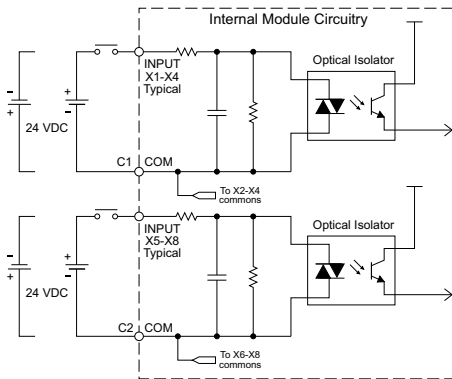 Internal Module Circuitry
Optical Isolator
INPUT
X1-X4
Typical
-
+
+
-
24 VDC
C1
COM
To X2-X4
commons
Optical Isolator
INPUT
X5-X8
Typical
-
+
+
-
24 VDC
C2
COM
To X6-X8
commons